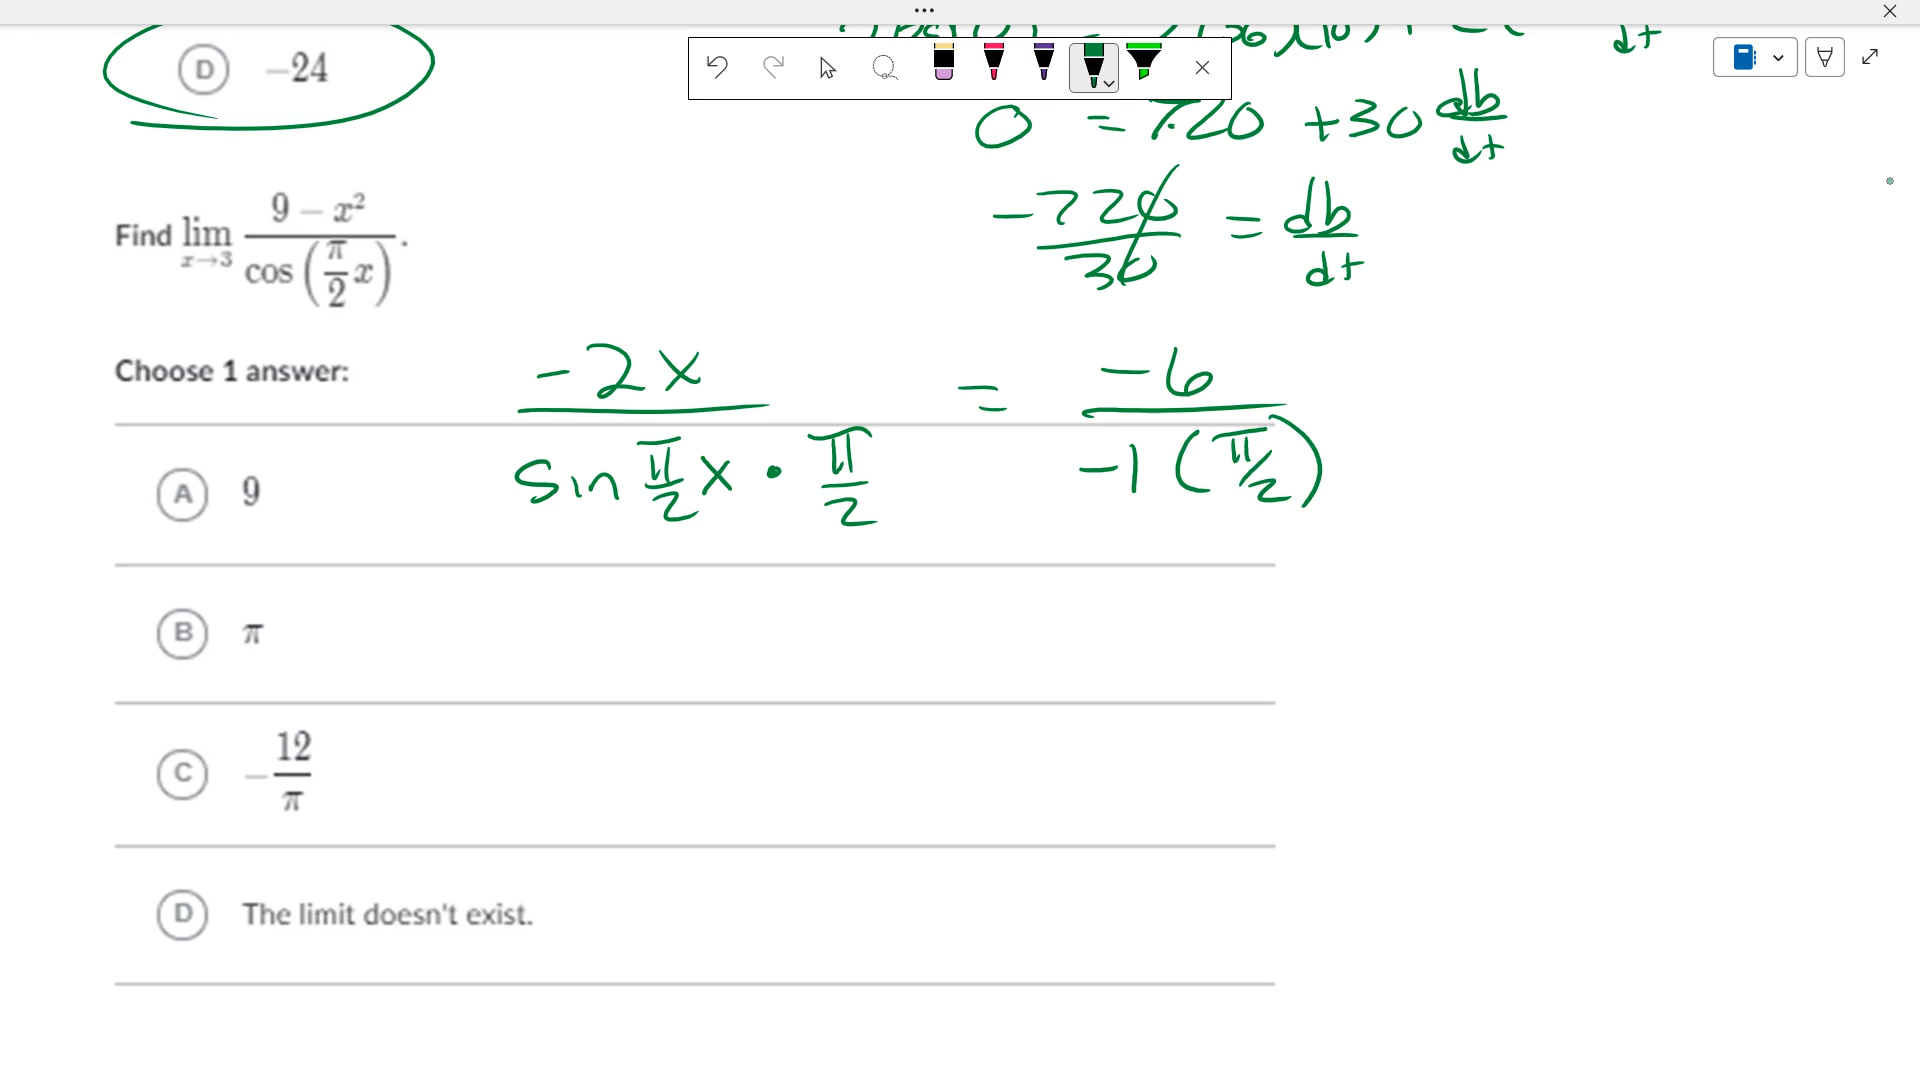 D −24
0 = 720 + 30 db/dt
-720/30 = db/dt
Find lim x→3 (9 − x²)/(cos(π/2 x)).
Choose 1 answer:
-2x/(sin π/2 x · π/2) = -6/(-1(π/2))
A 9
B π
C −12/π
D The limit doesn't exist.